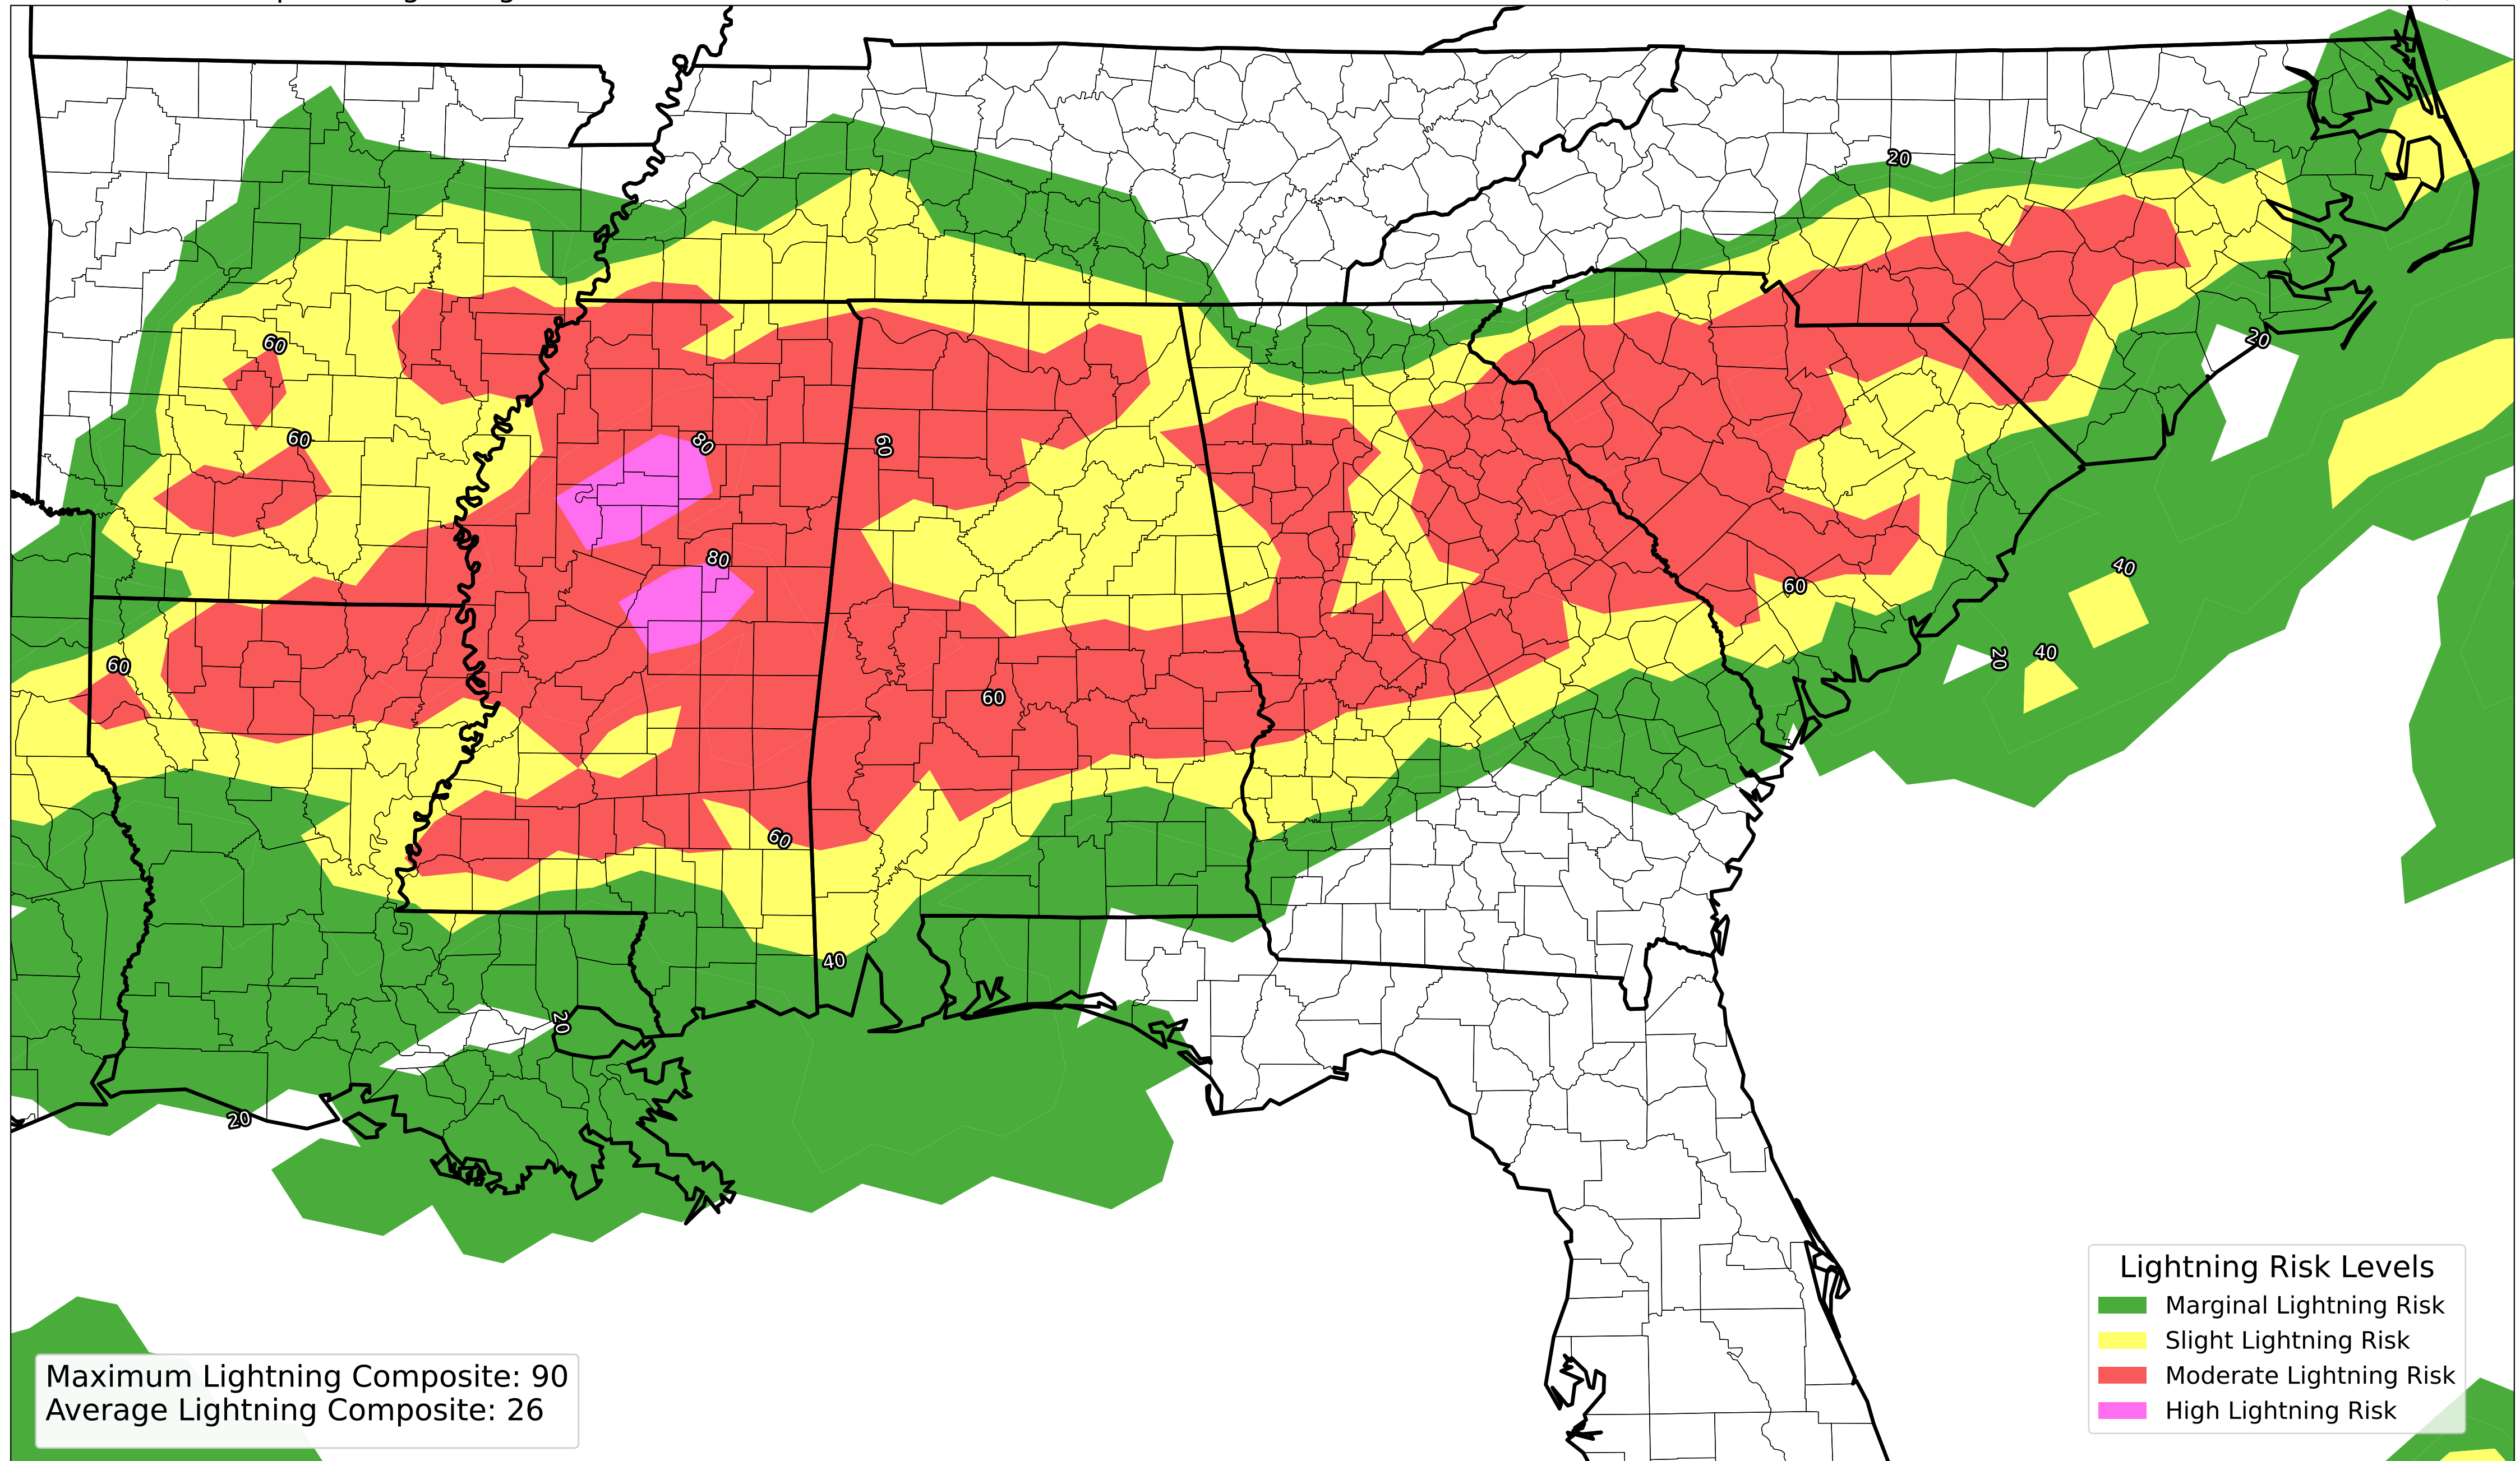 20
20
60
60
80
60
80
60
40
60
20
40
60
60
40
20
20
Maximum Lightning Composite: 90
Average Lightning Composite: 26
Lightning Risk Levels
Marginal Lightning Risk
Slight Lightning Risk
Moderate Lightning Risk
High Lightning Risk